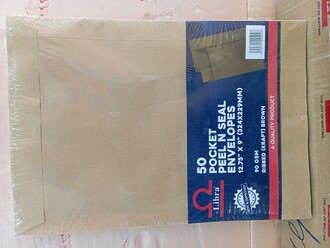 50
POCKET
PEEL N SEAL
ENVELOPES
12.75" X 9" (324X229MM)
90 GSM
RIBBED (KRAFT) BROWN
A QUALITY PRODUCT
Libra